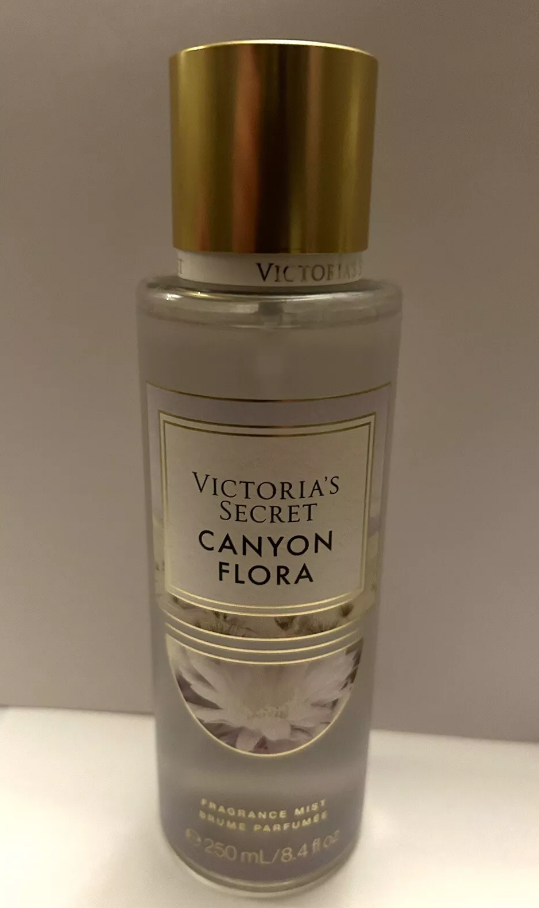 VICTORIA'S
VICTORIA'S
SECRET
CANYON
FLORA
FRAGRANCE MIST
BRUME PARFUMÉE
℮ 250 mL/8.4 fl oz